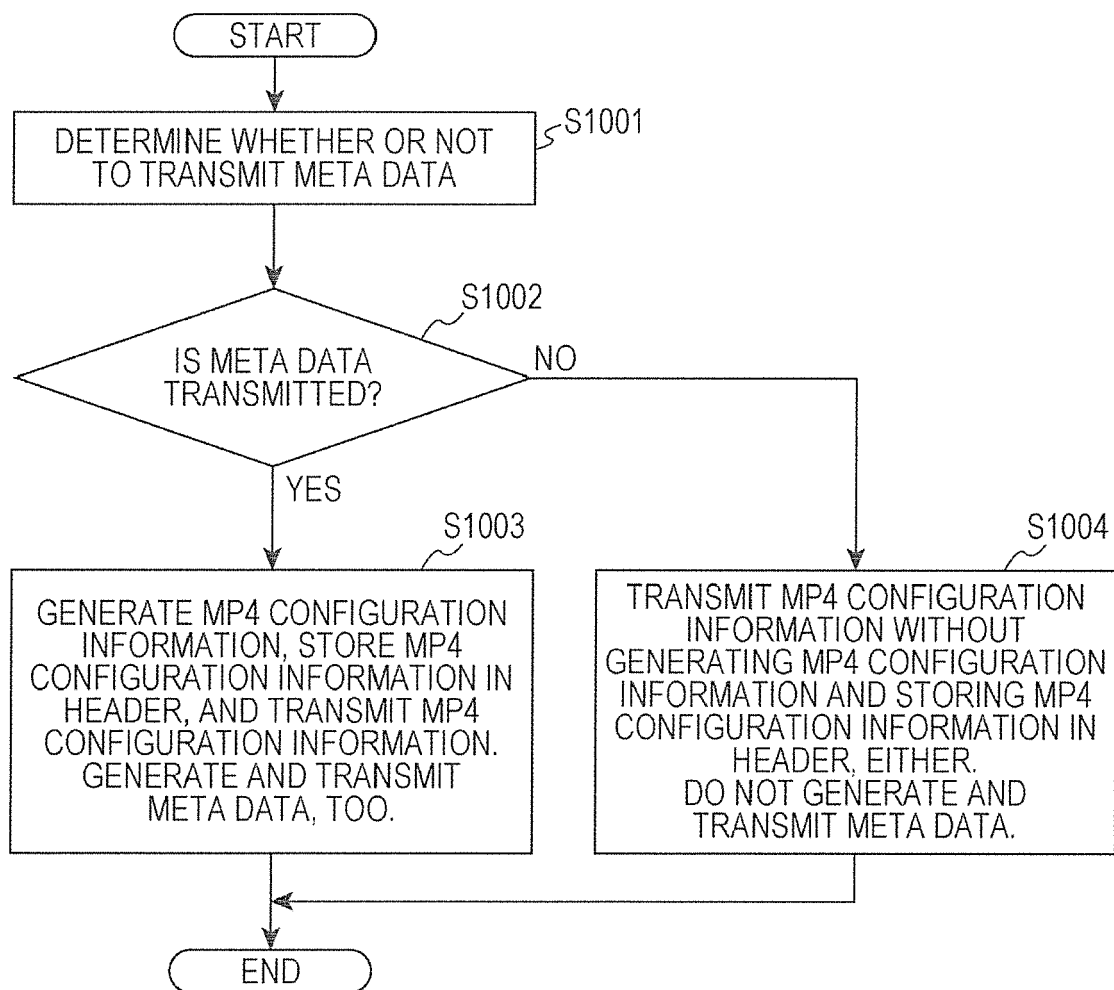 START
S1001
DETERMINE WHETHER OR NOT
TO TRANSMIT META DATA
S1002
IS META DATA
TRANSMITTED?
NO
YES
S1003
GENERATE MP4 CONFIGURATION
INFORMATION, STORE MP4
CONFIGURATION INFORMATION IN
HEADER, AND TRANSMIT MP4
CONFIGURATION INFORMATION.
GENERATE AND TRANSMIT
META DATA, TOO.
S1004
TRANSMIT MP4 CONFIGURATION
INFORMATION WITHOUT
GENERATING MP4 CONFIGURATION
INFORMATION AND STORING MP4
CONFIGURATION INFORMATION IN
HEADER, EITHER.
DO NOT GENERATE AND
TRANSMIT META DATA.
END